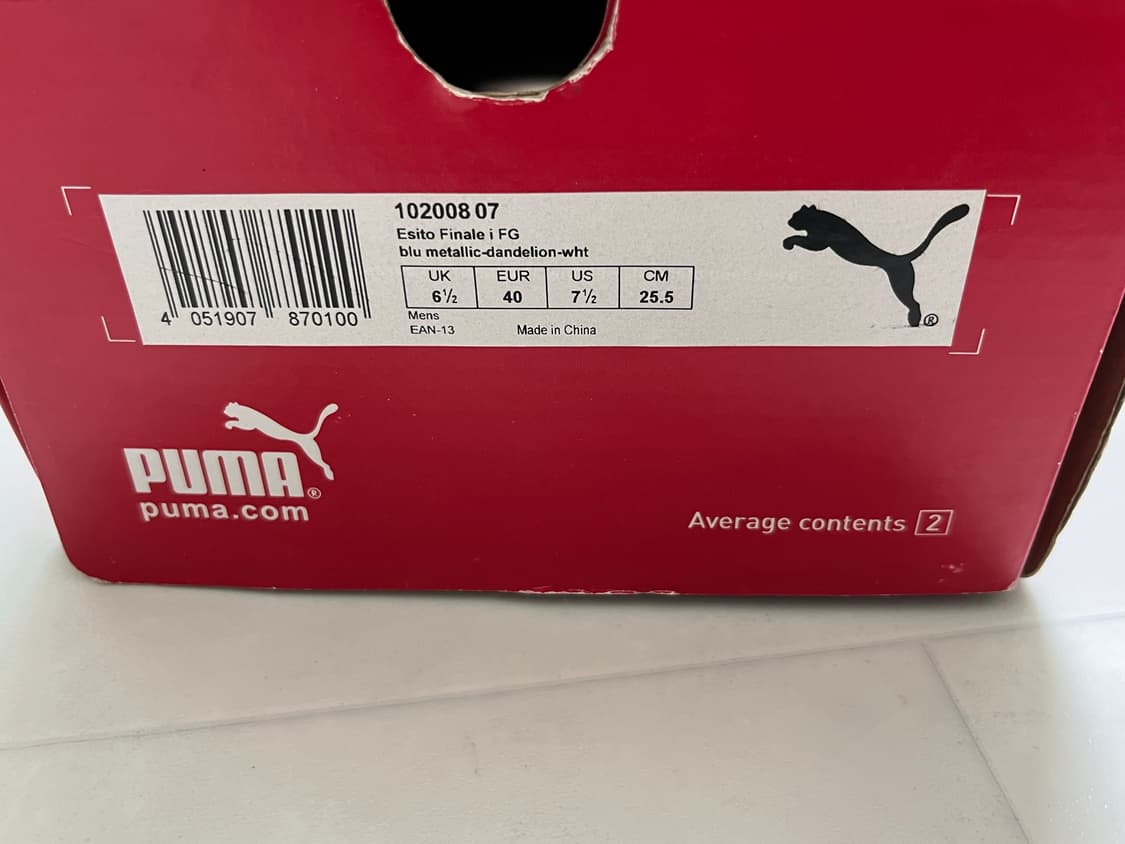 102008 07
Esito Finale i FG
blu metallic-dandelion-wht
UK EUR US CM
6½ 40 7½ 25.5
Mens
EAN-13 Made in China
4 051907 870100
®
PUMA®
puma.com
Average contents 2